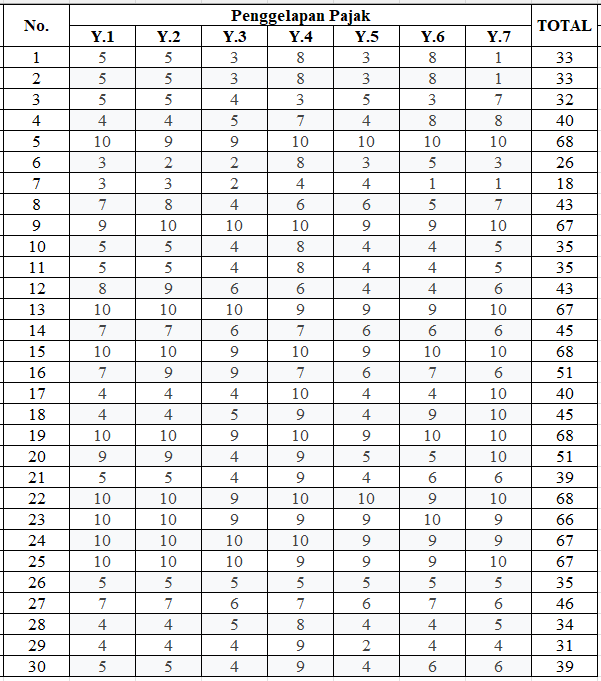 No. Penggelapan Pajak TOTAL
Y.1 Y.2 Y.3 Y.4 Y.5 Y.6 Y.7
1 5 5 3 8 3 8 1 33
2 5 5 3 8 3 8 1 33
3 5 5 4 3 5 3 7 32
4 4 4 5 7 4 8 8 40
5 10 9 9 10 10 10 10 68
6 3 2 2 8 3 5 3 26
7 3 3 2 4 4 1 1 18
8 7 8 4 6 6 5 7 43
9 9 10 10 10 9 9 10 67
10 5 5 4 8 4 4 5 35
11 5 5 4 8 4 4 5 35
12 8 9 6 6 4 4 6 43
13 10 10 10 9 9 9 10 67
14 7 7 6 7 6 6 6 45
15 10 10 9 10 9 10 10 68
16 7 9 9 7 6 7 6 51
17 4 4 4 10 4 4 10 40
18 4 4 5 9 4 9 10 45
19 10 10 9 10 9 10 10 68
20 9 9 4 9 5 5 10 51
21 5 5 4 9 4 6 6 39
22 10 10 9 10 10 9 10 68
23 10 10 9 9 9 10 9 66
24 10 10 10 10 9 9 9 67
25 10 10 10 9 9 9 10 67
26 5 5 5 5 5 5 5 35
27 7 7 6 7 6 7 6 46
28 4 4 5 8 4 4 5 34
29 4 4 4 9 2 4 4 31
30 5 5 4 9 4 6 6 39